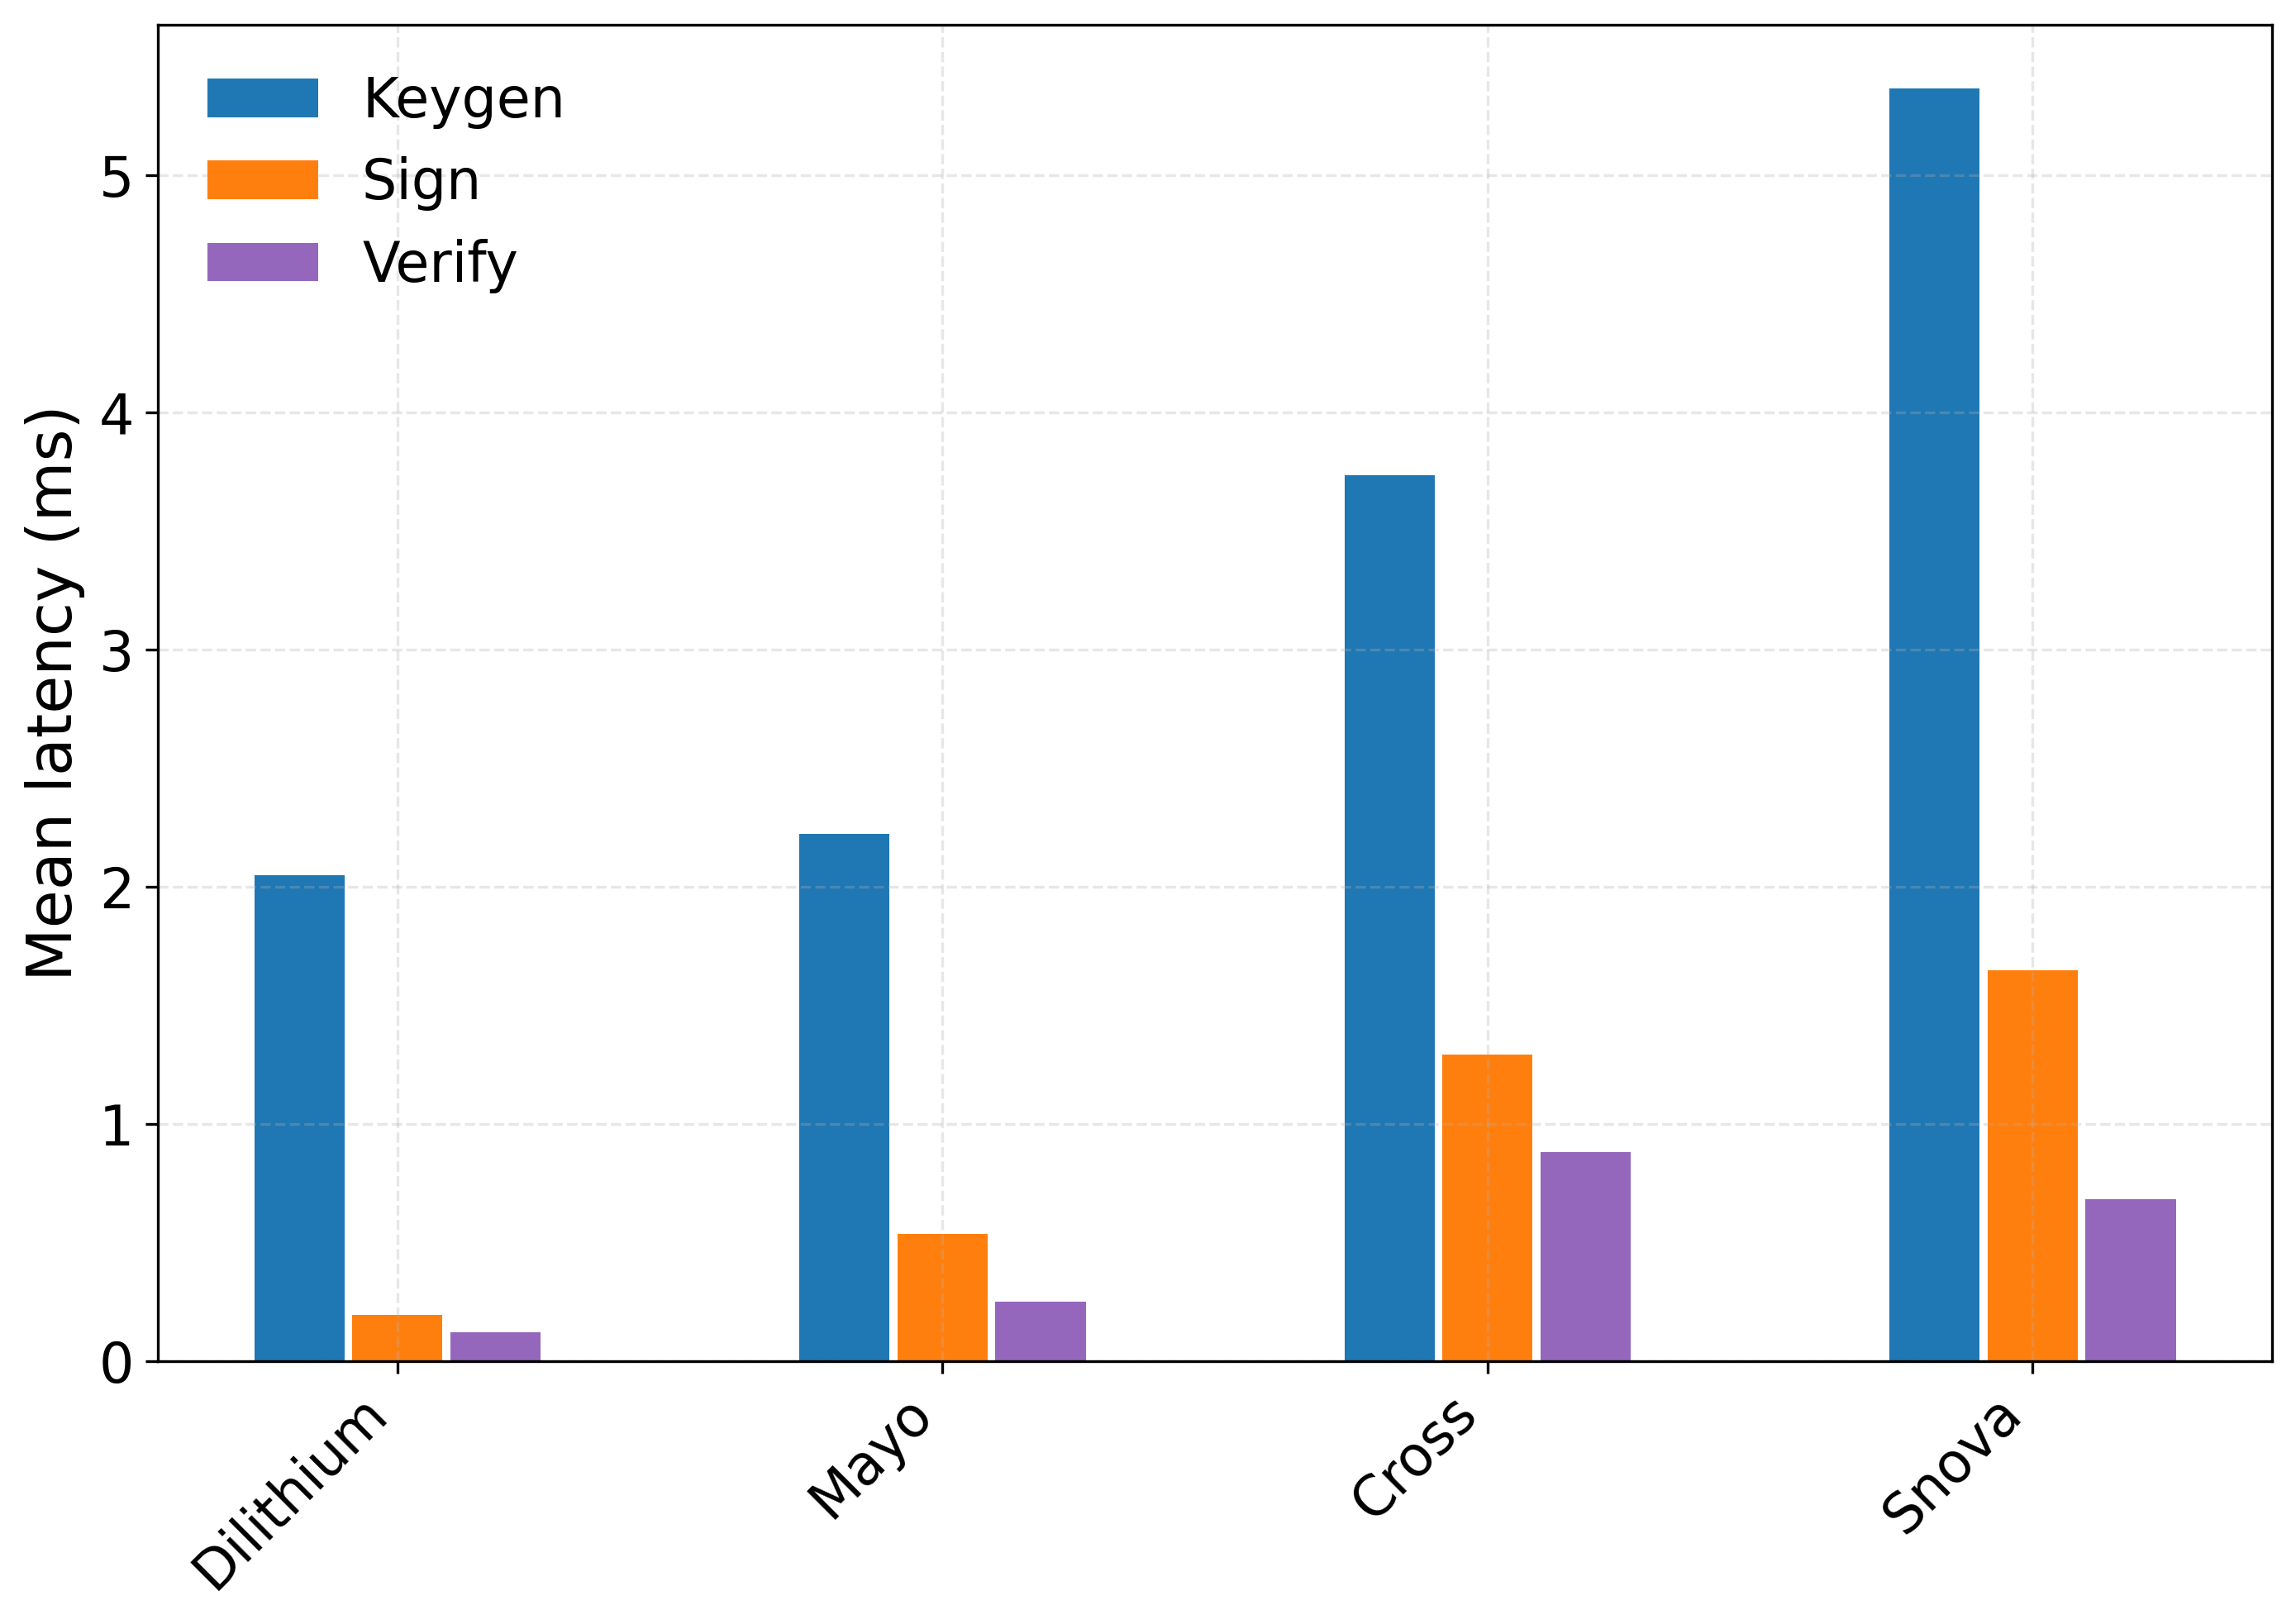 Keygen
Sign
Verify
Mean latency (ms)
5
4
3
2
1
0
Dilithium
Mayo
Cross
Snova